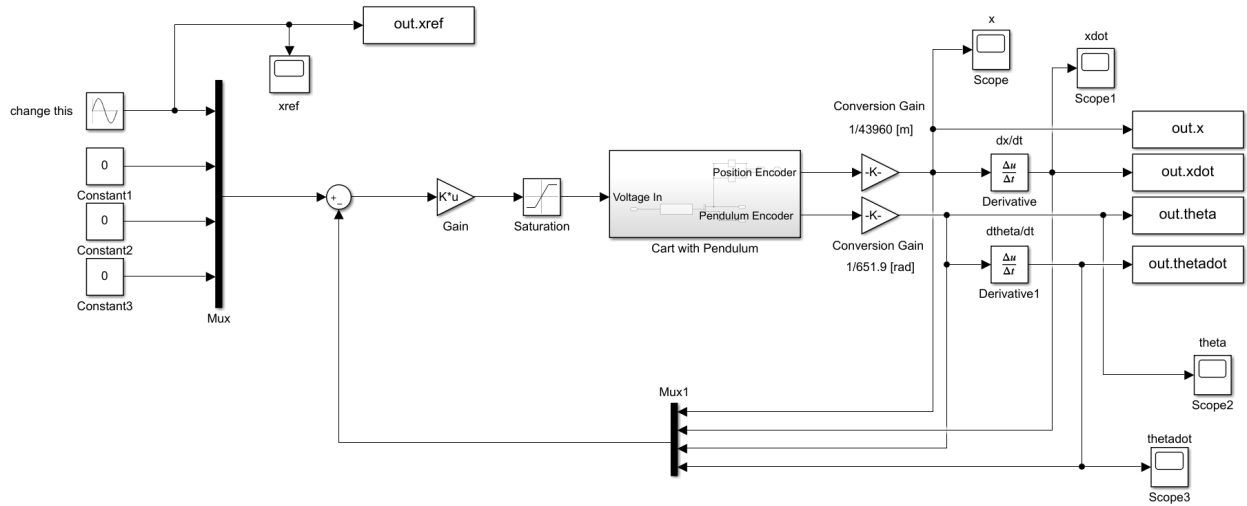 out.xref
x
xdot
Scope
xref
Scope1
change this
Conversion Gain
1/43960 [m]
out.x
0
Constant1
dx/dt
Position Encoder
-K-
Δu
Δt
out.xdot
Derivative
+
−
K*u
Voltage In
0
Constant2
Gain
Saturation
Pendulum Encoder
-K-
out.theta
Cart with Pendulum
Conversion Gain
1/651.9 [rad]
dtheta/dt
Δu
Δt
out.thetadot
Derivative1
0
Constant3
Mux
theta
Scope2
Mux1
thetadot
Scope3